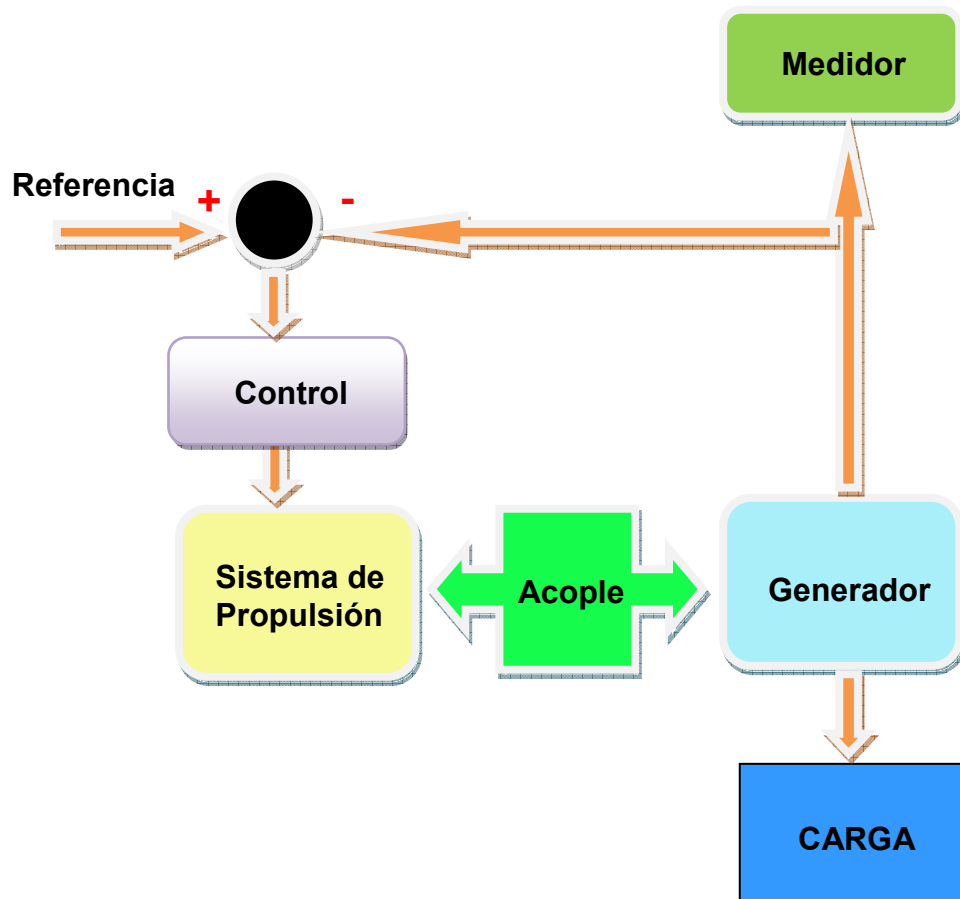 Medidor
Referencia
+ -
Control
Sistema de
Propulsión
Acople
Generador
CARGA